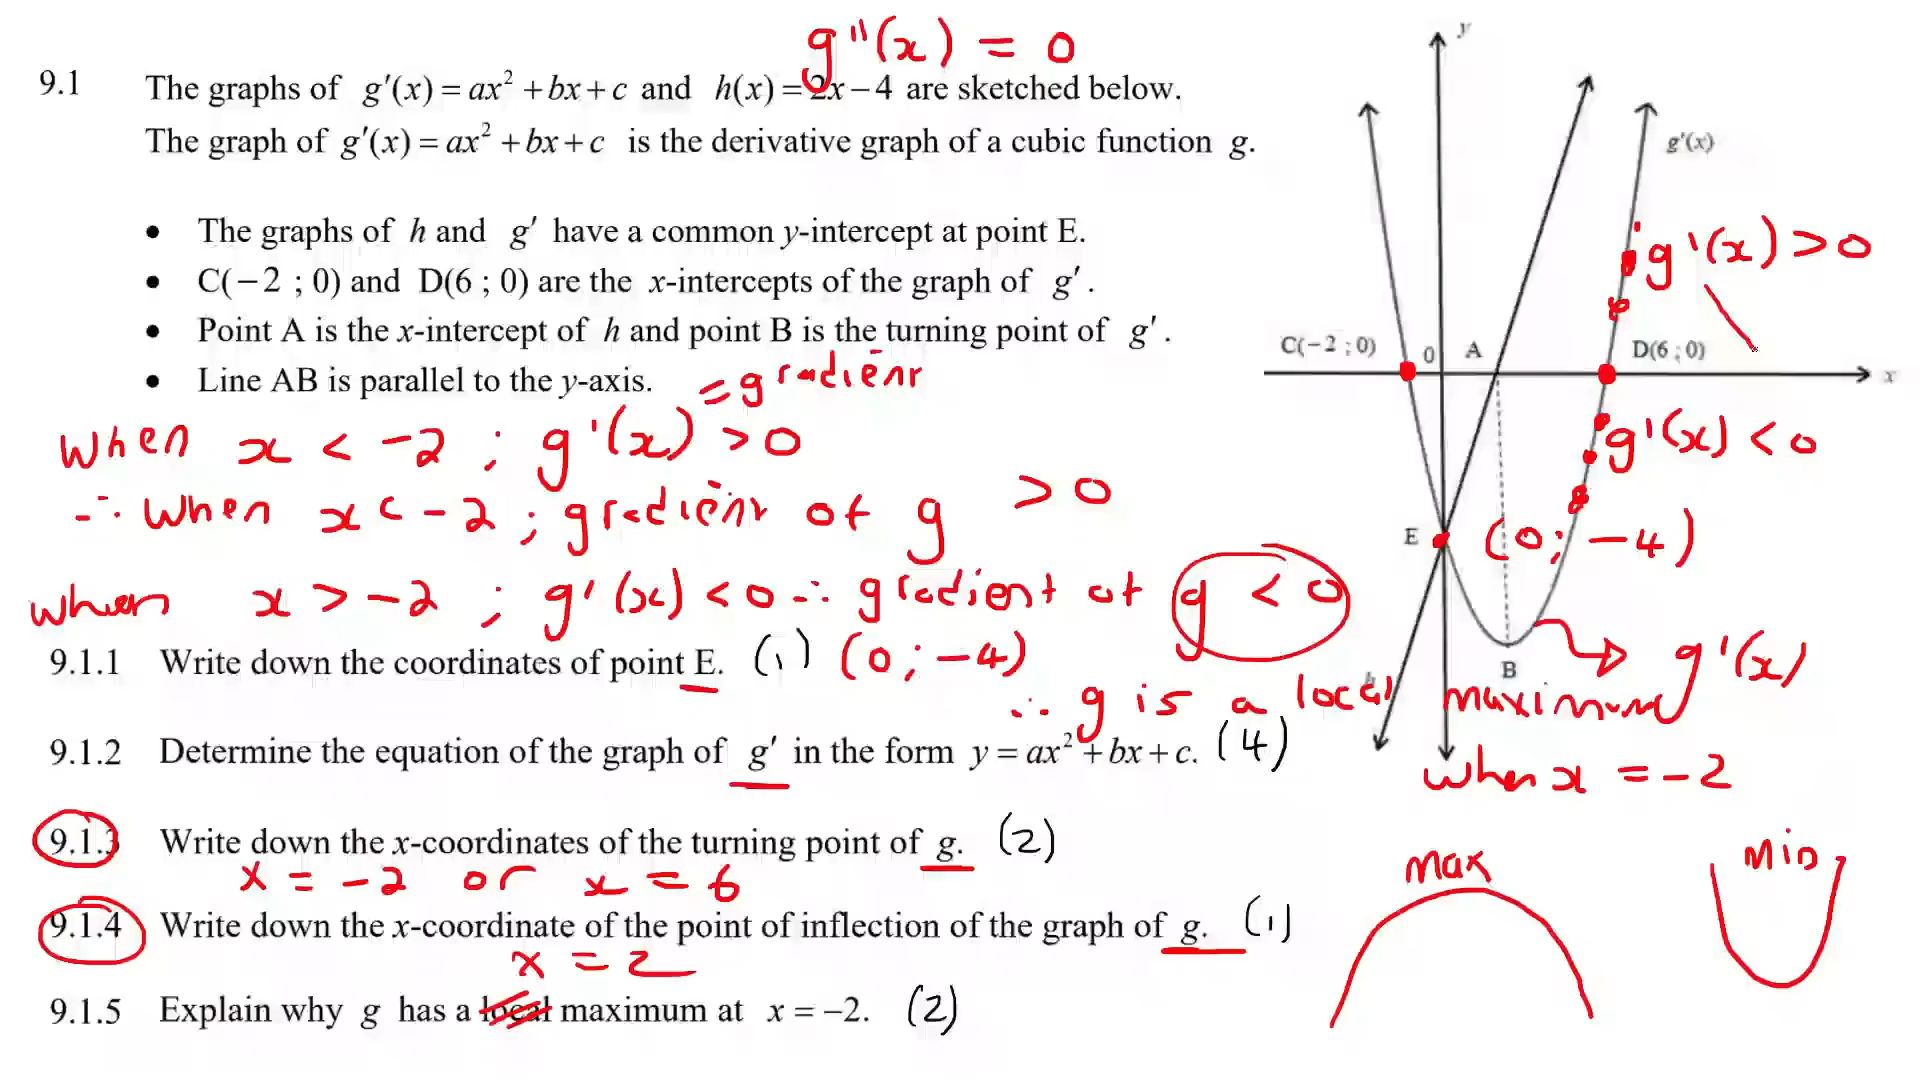 g''(x) = 0
9.1 The graphs of g′(x) = ax² + bx + c and h(x) = 2x − 4 are sketched below.
The graph of g′(x) = ax² + bx + c is the derivative graph of a cubic function g.
• The graphs of h and g′ have a common y-intercept at point E.
• C(−2 ; 0) and D(6 ; 0) are the x-intercepts of the graph of g′.
• Point A is the x-intercept of h and point B is the turning point of g′.
• Line AB is parallel to the y-axis.
= gradient
when x < -2 ; g'(x) > 0
∴ when x < -2 ; gradient of g > 0
when x > -2 ; g'(x) < 0 ∴ gradient of g < 0
9.1.1 Write down the coordinates of point E. (1) (0 ; -4)
∴ g is a local maximum
when x = -2
9.1.2 Determine the equation of the graph of g′ in the form y = ax² + bx + c. (4)
9.1.3 Write down the x-coordinates of the turning point of g. (2)
x = -2 or x = 6
9.1.4 Write down the x-coordinate of the point of inflection of the graph of g. (1)
x = 2
9.1.5 Explain why g has a local maximum at x = −2. (2)
y
g'(x)
g'(x) > 0
C(−2 ; 0)
0
A
D(6 ; 0)
x
g'(x) < 0
E
(0; -4)
B
g'(x)
max
min